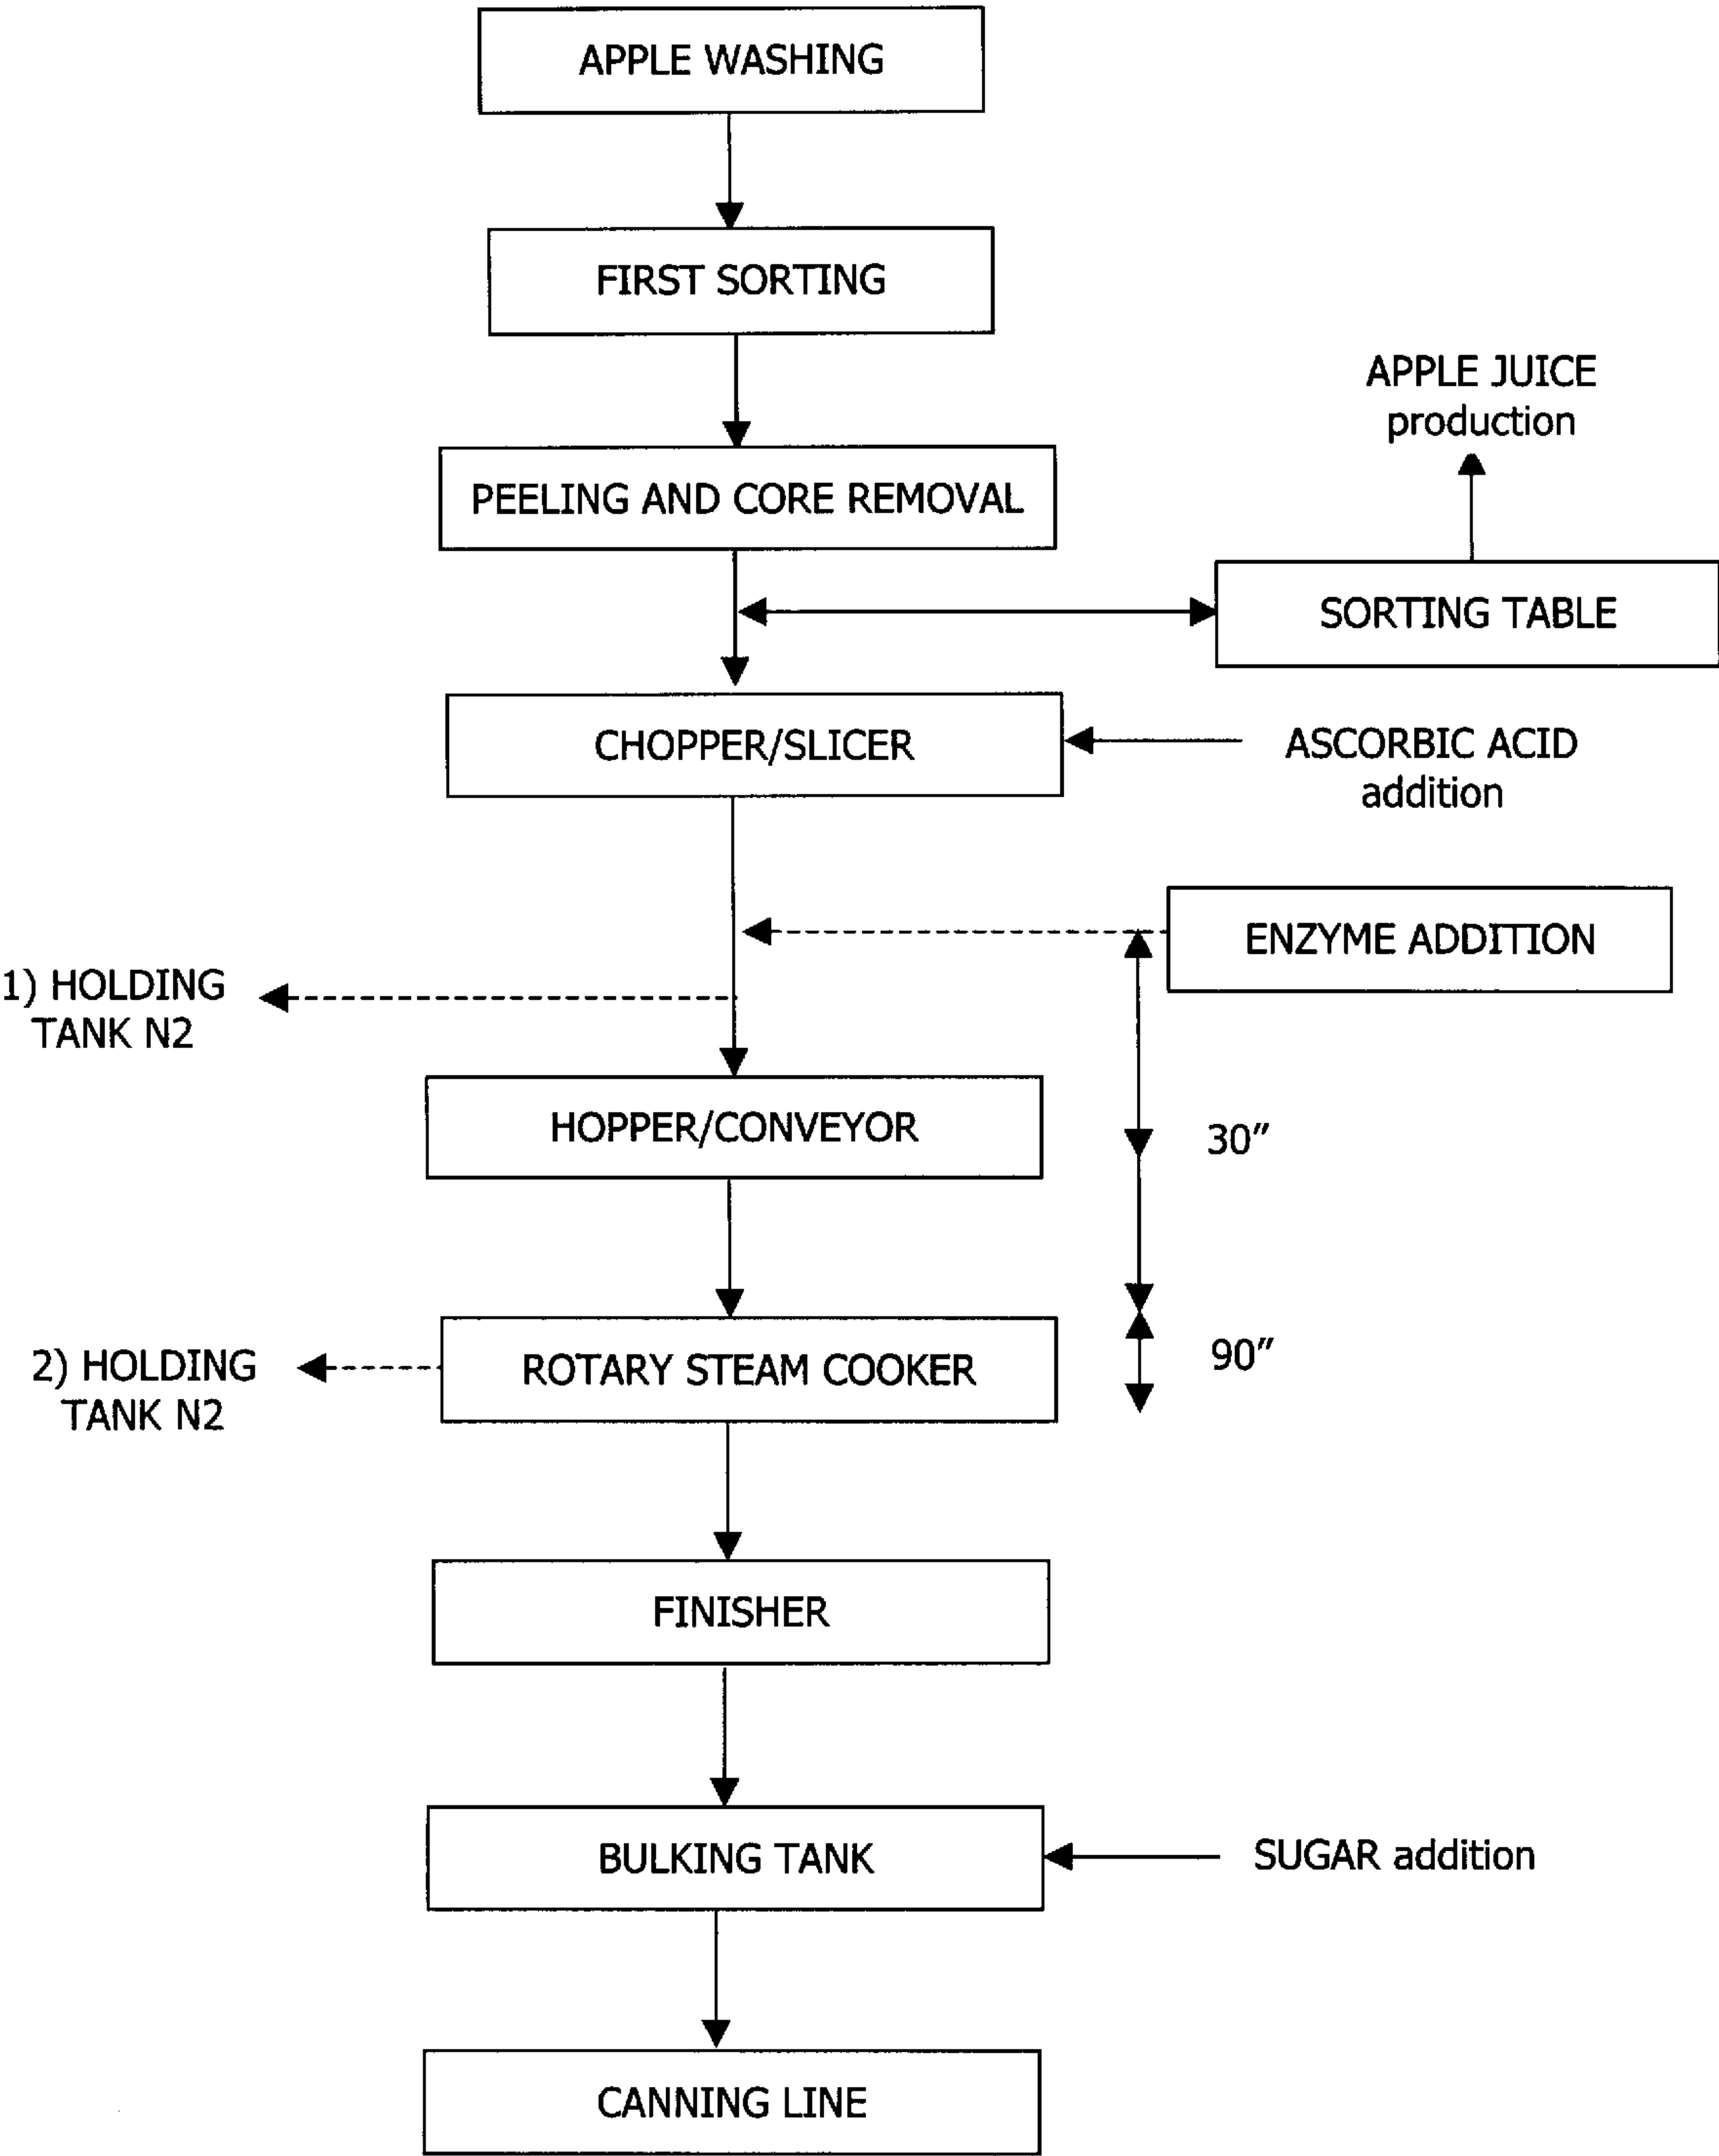 APPLE WASHING
FIRST SORTING
APPLE JUICE
production
PEELING AND CORE REMOVAL
SORTING TABLE
CHOPPER/SLICER
ASCORBIC ACID
addition
ENZYME ADDITION
1) HOLDING
TANK N2
HOPPER/CONVEYOR
30”
2) HOLDING
TANK N2
ROTARY STEAM COOKER
90”
FINISHER
BULKING TANK
SUGAR addition
CANNING LINE